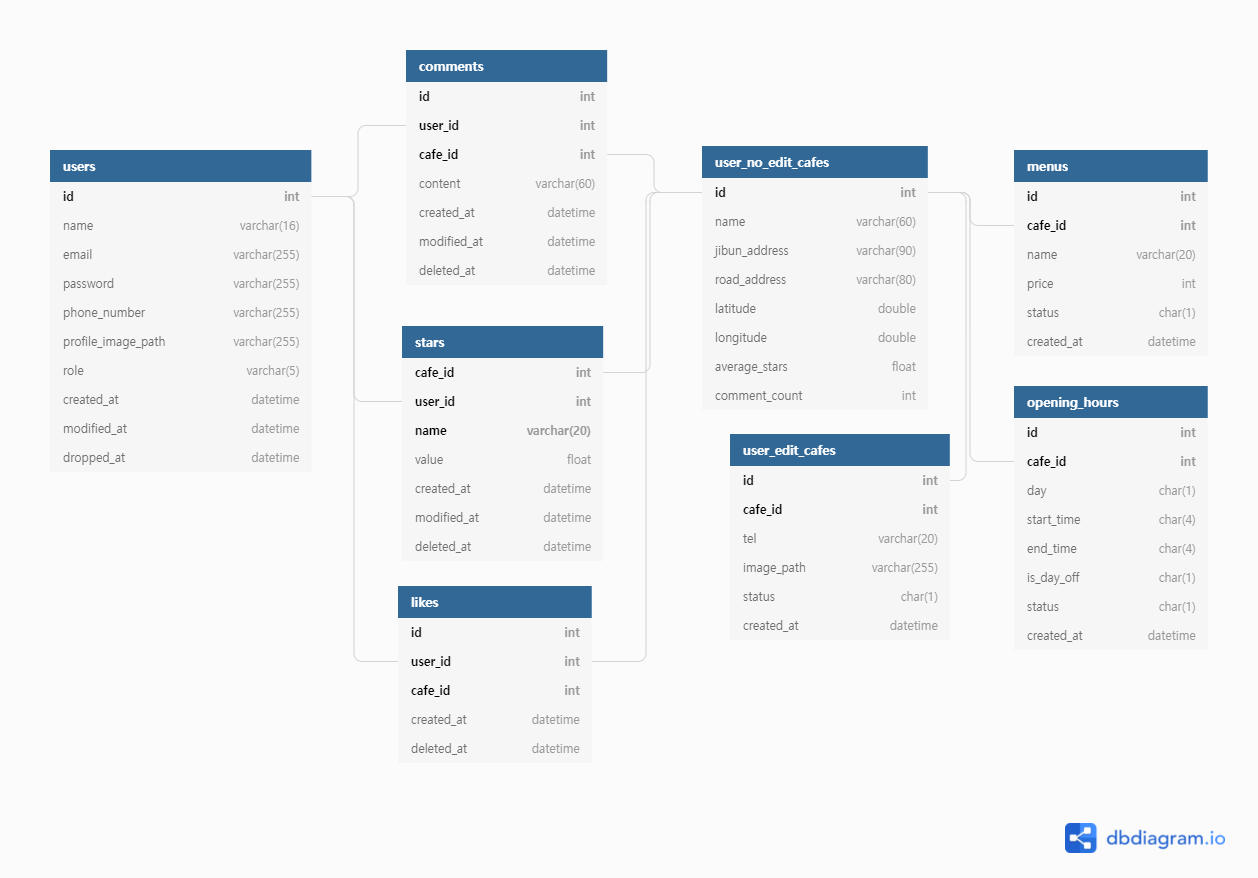 comments
id int
user_id int
cafe_id int
content varchar(60)
created_at datetime
modified_at datetime
deleted_at datetime
users
id int
name varchar(16)
email varchar(255)
password varchar(255)
phone_number varchar(255)
profile_image_path varchar(255)
role varchar(5)
created_at datetime
modified_at datetime
dropped_at datetime
stars
cafe_id int
user_id int
name varchar(20)
value float
created_at datetime
modified_at datetime
deleted_at datetime
likes
id int
user_id int
cafe_id int
created_at datetime
deleted_at datetime
user_no_edit_cafes
id int
name varchar(60)
jibun_address varchar(90)
road_address varchar(80)
latitude double
longitude double
average_stars float
comment_count int
user_edit_cafes
id int
cafe_id int
tel varchar(20)
image_path varchar(255)
status char(1)
created_at datetime
menus
id int
cafe_id int
name varchar(20)
price int
status char(1)
created_at datetime
opening_hours
id int
cafe_id int
day char(1)
start_time char(4)
end_time char(4)
is_day_off char(1)
status char(1)
created_at datetime
dbdiagram.io